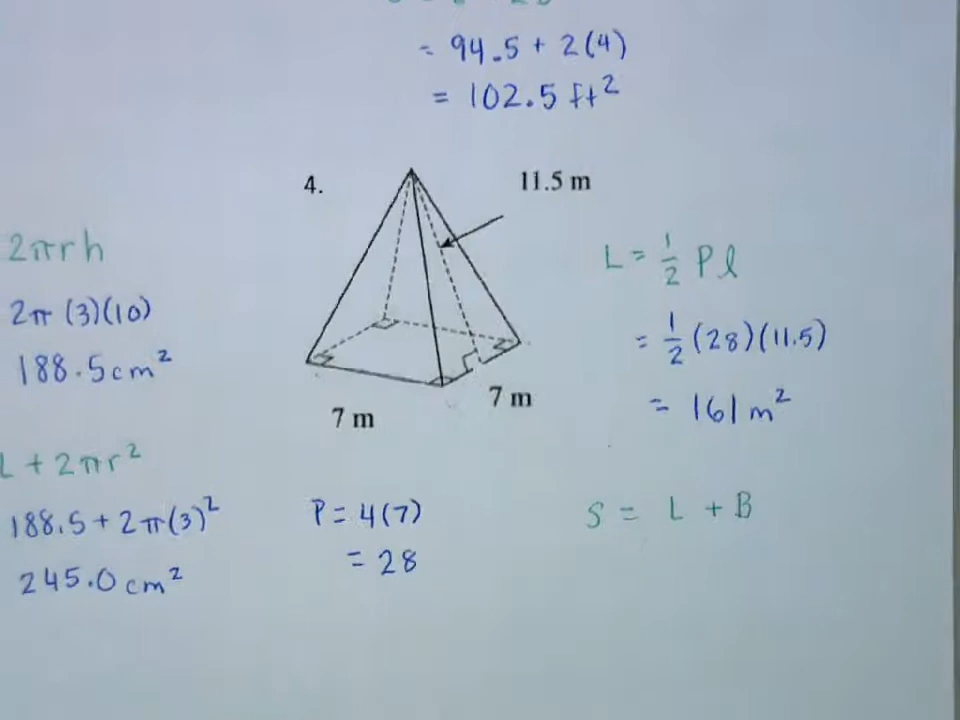 = 94.5 + 2(4)
= 102.5 ft²
4.
11.5 m
7 m
7 m
2πrh
2π (3)(10)
188.5 cm²
L + 2πr²
188.5 + 2π(3)²
245.0 cm²
P = 4(7)
= 28
L = 1/2 Pl
= 1/2 (28)(11.5)
= 161 m²
S = L + B